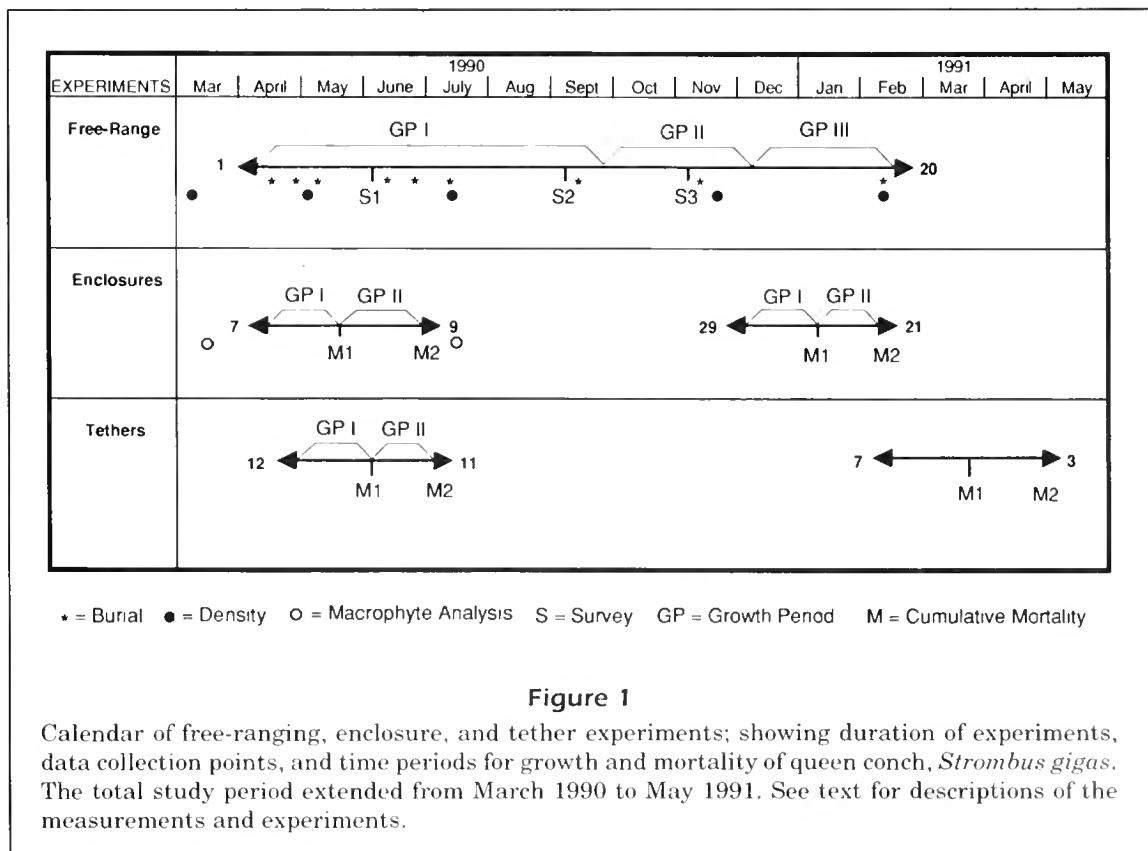 1990 1991
EXPERIMENTS Mar April May June July Aug Sept Oct Nov Dec Jan Feb Mar April May
Free-Range
GP I GP II GP III
1 20
S1 S2 S3
Enclosures
GP I GP II GP I GP II
7 9 29 21
M1 M2 M1 M2
Tethers
GP I GP II
12 11 7 3
M1 M2 M1 M2
* = Burial ● = Density O = Macrophyte Analysis S = Survey GP = Growth Period M = Cumulative Mortality
Figure 1
Calendar of free-ranging, enclosure, and tether experiments; showing duration of experiments,
data collection points, and time periods for growth and mortality of queen conch, Strombus gigas.
The total study period extended from March 1990 to May 1991. See text for descriptions of the
measurements and experiments.